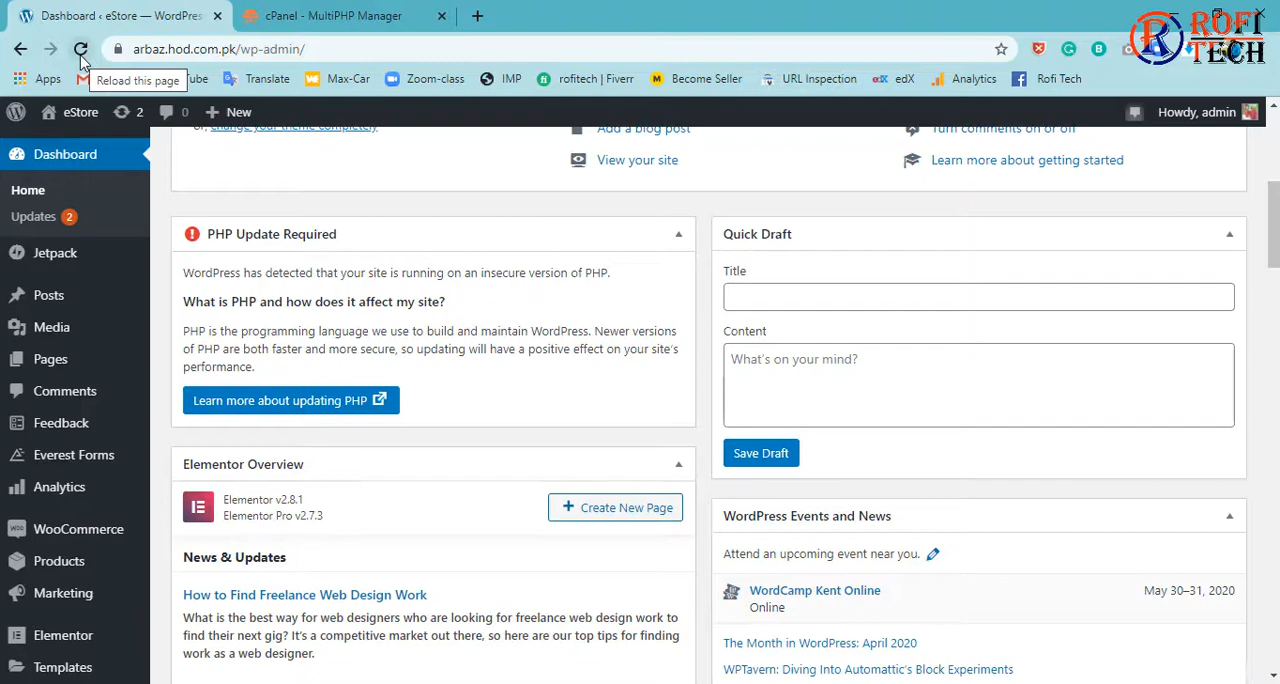 Dashboard ‹ eStore — WordPress
cPanel - MultiPHP Manager
ROFI
TECH
arbaz.hod.com.pk/wp-admin/
Reload this page
Apps
Translate
Max-Car
Zoom-class
IMP
rofitech | Fiverr
Become Seller
URL Inspection
edX
Analytics
Rofi Tech
eStore
2
0
New
Howdy, admin
Dashboard
Home
Updates 2
Jetpack
Posts
Media
Pages
Comments
Feedback
Everest Forms
Analytics
WooCommerce
Products
Marketing
Elementor
Templates
or, change your theme completely
Add a blog post
View your site
Turn comments on or off
Learn more about getting started
PHP Update Required
WordPress has detected that your site is running on an insecure version of PHP.
What is PHP and how does it affect my site?
PHP is the programming language we use to build and maintain WordPress. Newer versions
of PHP are both faster and more secure, so updating will have a positive effect on your site's
performance.
Learn more about updating PHP
Elementor Overview
Elementor v2.8.1
Elementor Pro v2.7.3
Create New Page
News & Updates
How to Find Freelance Web Design Work
What is the best way for web designers who are looking for freelance web design work to
find their next gig? It's a competitive market out there, so here are our top tips for finding
work as a web designer.
Quick Draft
Title
Content
What's on your mind?
Save Draft
WordPress Events and News
Attend an upcoming event near you.
WordCamp Kent Online
May 30–31, 2020
Online
The Month in WordPress: April 2020
WPTavern: Diving Into Automattic's Block Experiments